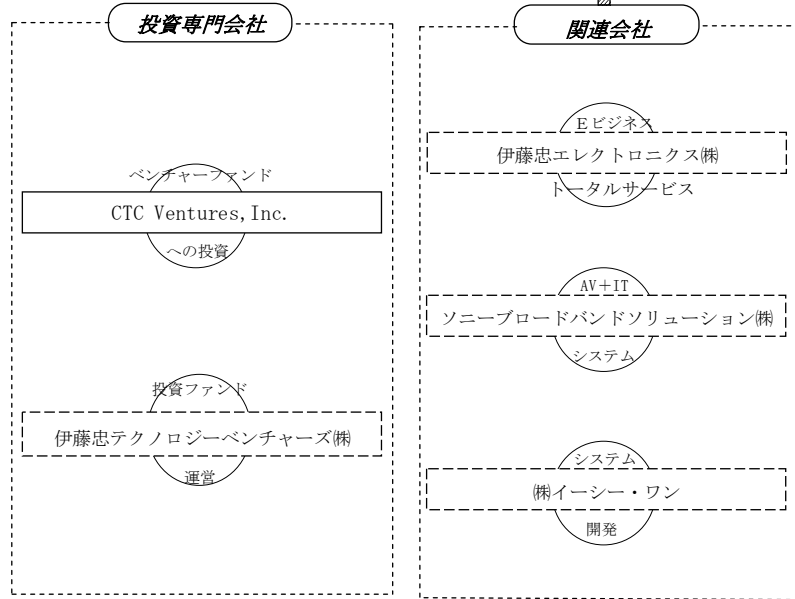 投資専門会社
ベンチャーファンド
CTC Ventures,Inc.
への投資
投資ファンド
伊藤忠テクノロジーベンチャーズ㈱
運営
関連会社
Eビジネス
伊藤忠エレクトロニクス㈱
トータルサービス
AV+IT
ソニーブロードバンドソリューション㈱
システム
システム
㈱イーシー・ワン
開発